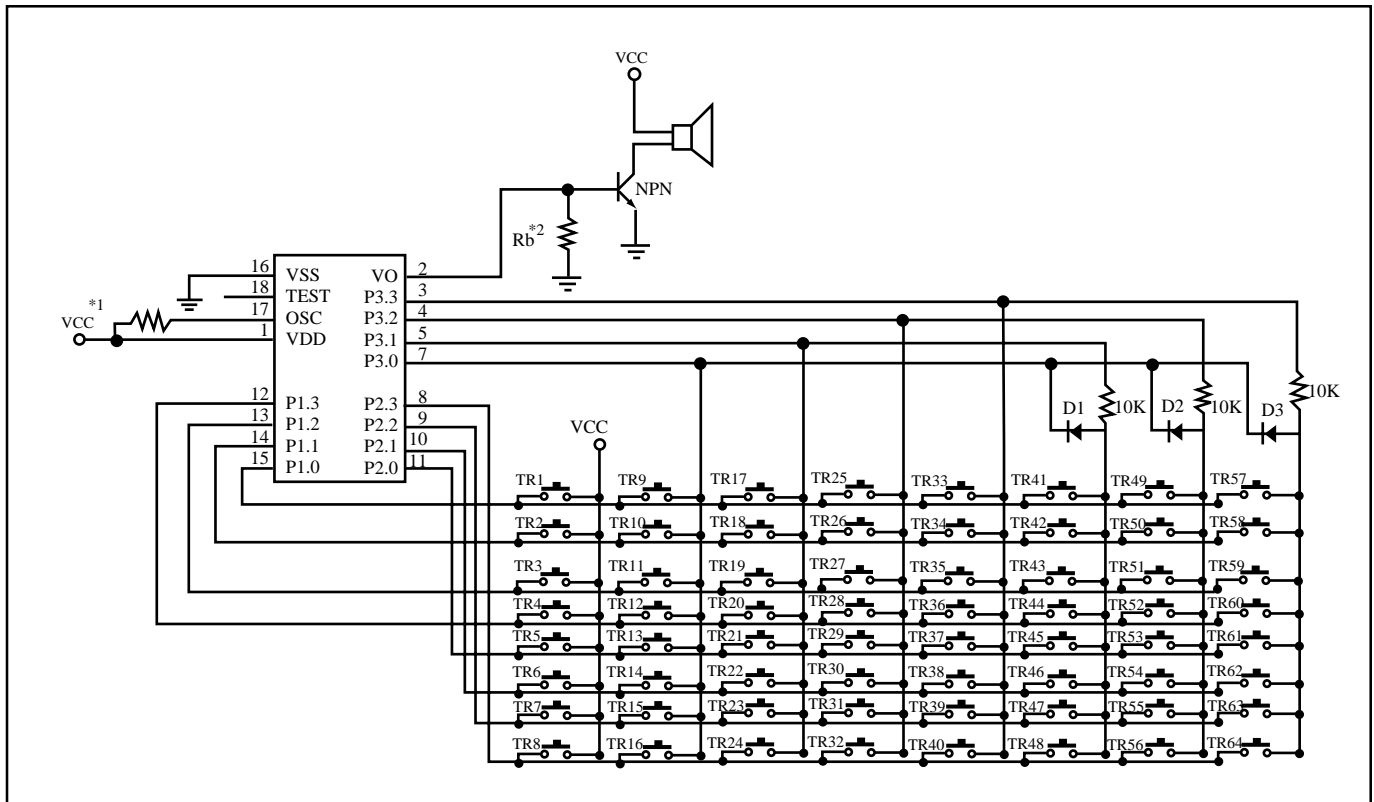 VCC
NPN
Rb*2
16 VSS VO 2
18 TEST P3.3 3
17 OSC P3.2 4
1 VDD P3.1 5
P3.0 7
*1
VCC
12 P1.3 P2.3 8
13 P1.2 P2.2 9
14 P1.1 P2.1 10
15 P1.0 P2.0 11
VCC
D1 10K D2 10K D3 10K
TR1 TR9 TR17 TR25 TR33 TR41 TR49 TR57
TR2 TR10 TR18 TR26 TR34 TR42 TR50 TR58
TR3 TR11 TR19 TR27 TR35 TR43 TR51 TR59
TR4 TR12 TR20 TR28 TR36 TR44 TR52 TR60
TR5 TR13 TR21 TR29 TR37 TR45 TR53 TR61
TR6 TR14 TR22 TR30 TR38 TR46 TR54 TR62
TR7 TR15 TR23 TR31 TR39 TR47 TR55 TR63
TR8 TR16 TR24 TR32 TR40 TR48 TR56 TR64